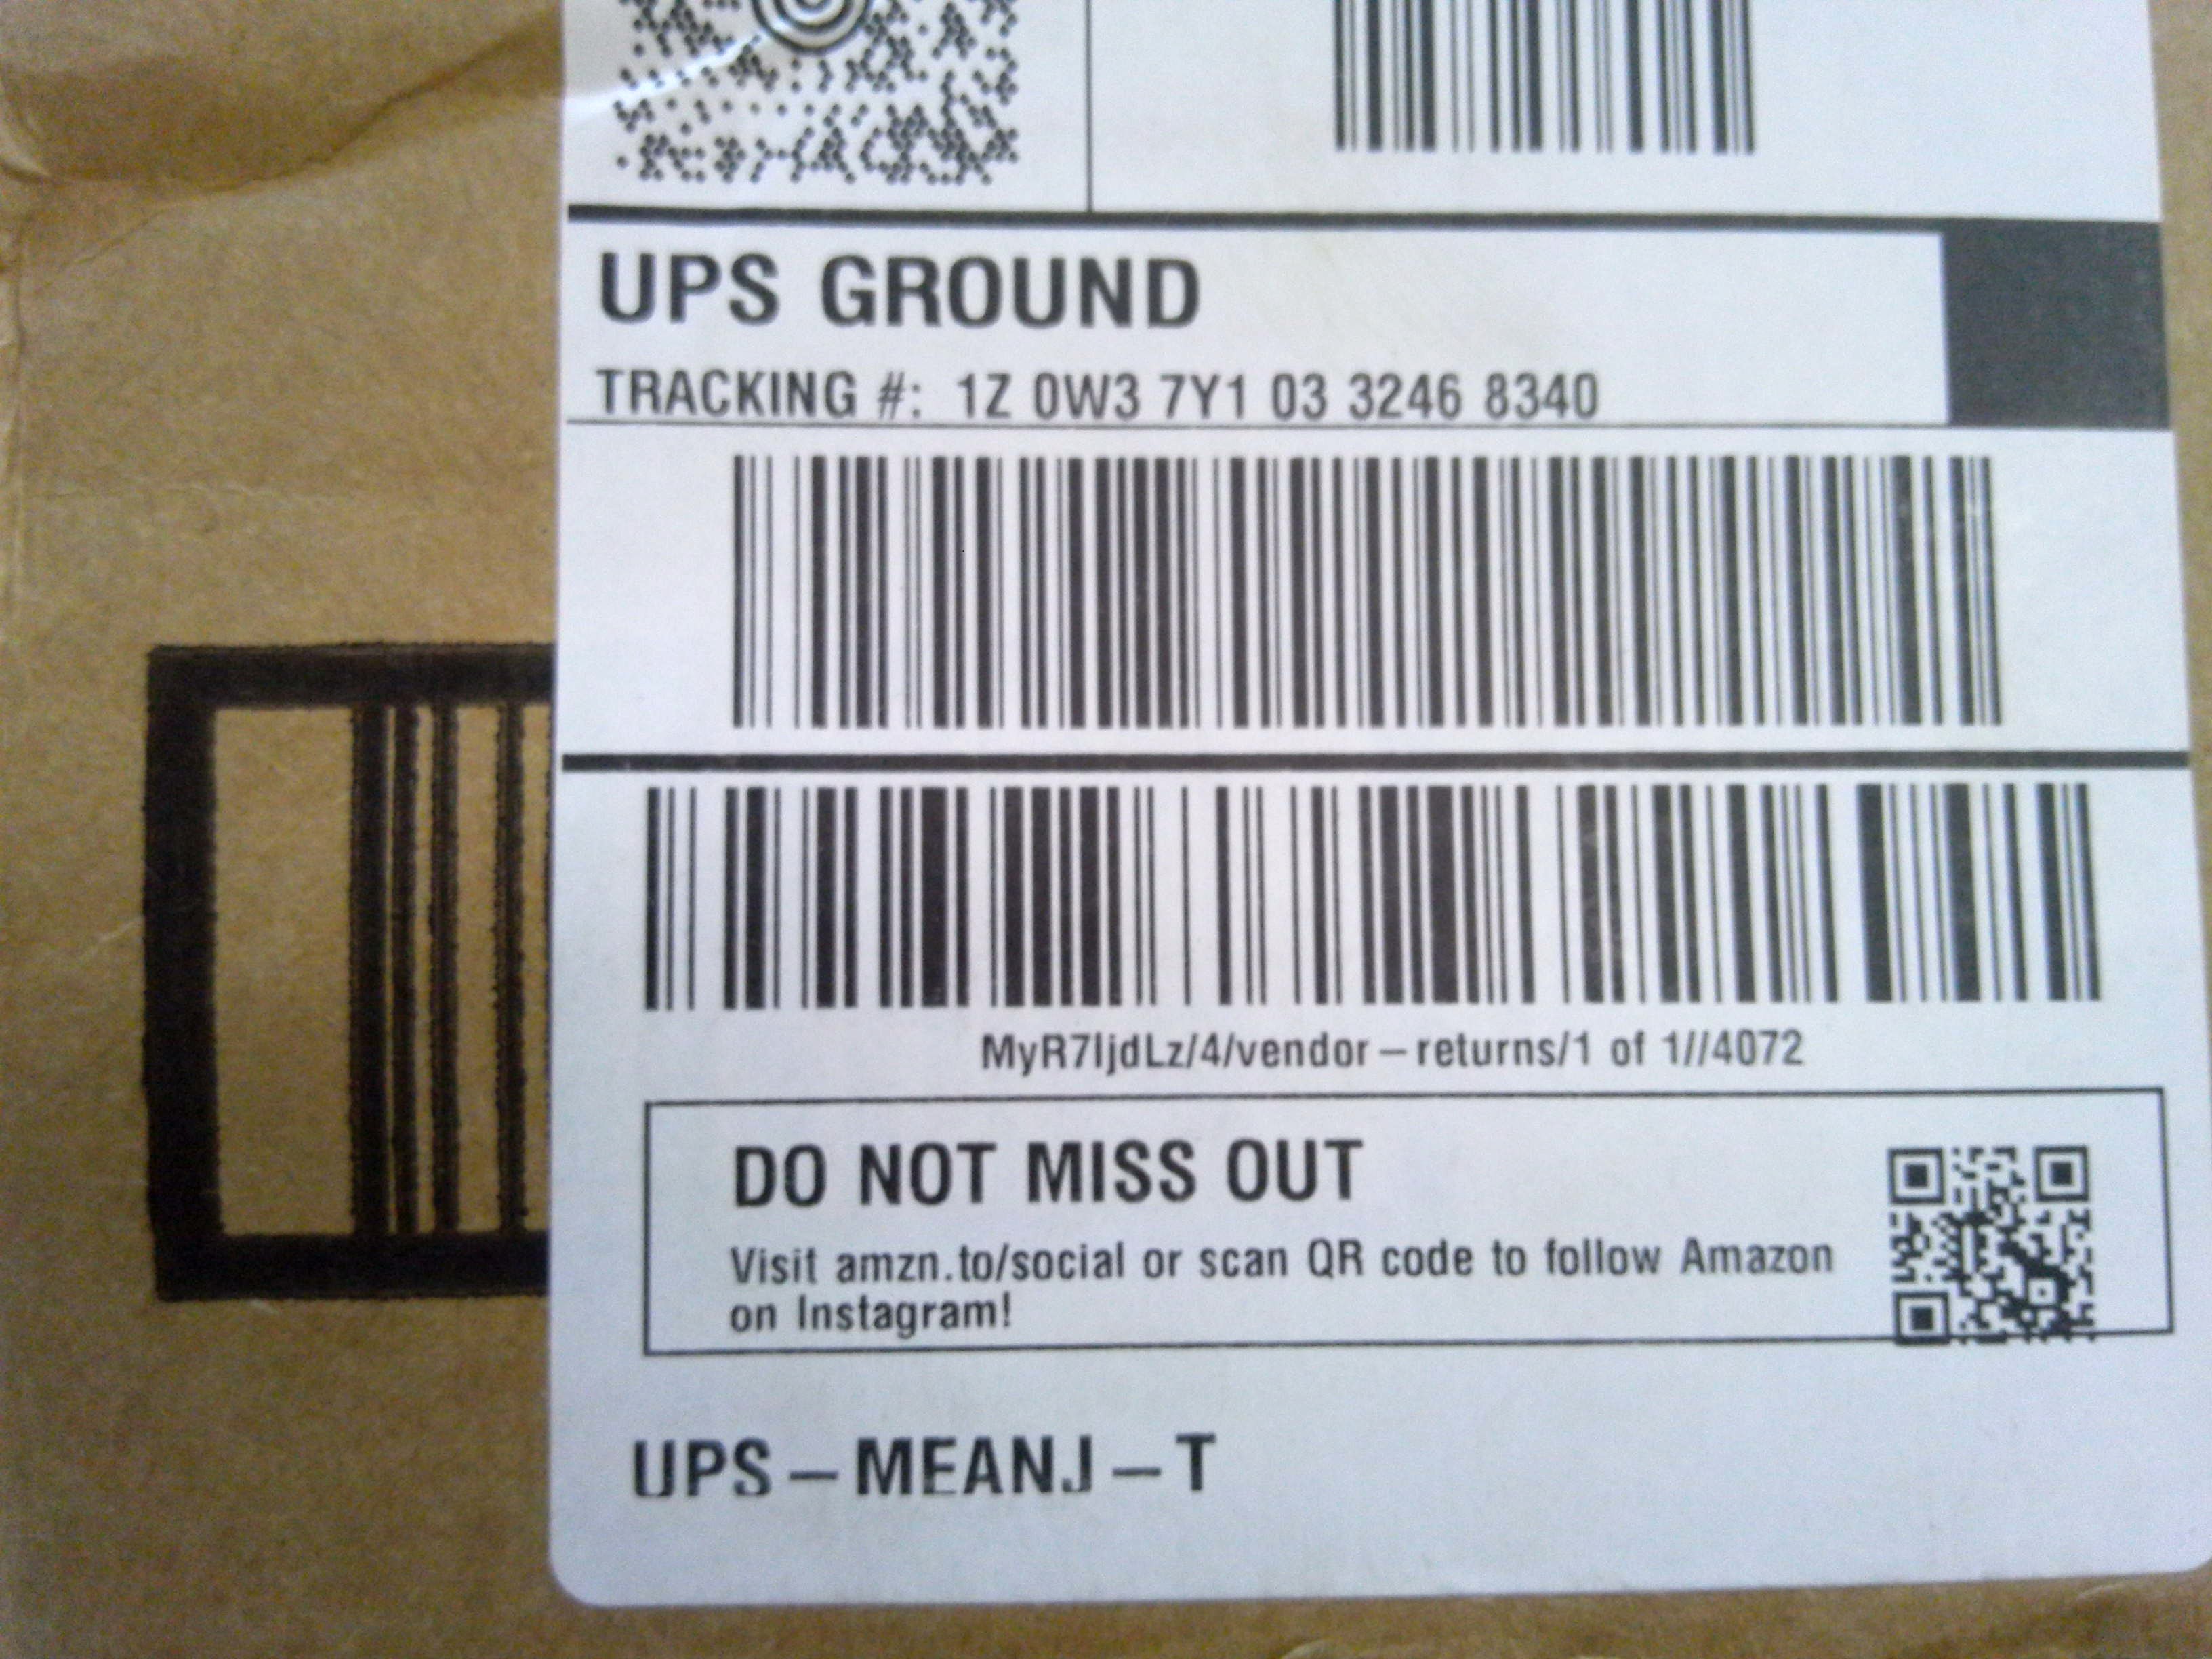 UPS GROUND
TRACKING #: 1Z 0W3 7Y1 03 3246 8340
MyR7ljdLz/4/vendor-returns/1 of 1//4072
DO NOT MISS OUT
Visit amzn.to/social or scan QR code to follow Amazon
on Instagram!
UPS-MEANJ-T